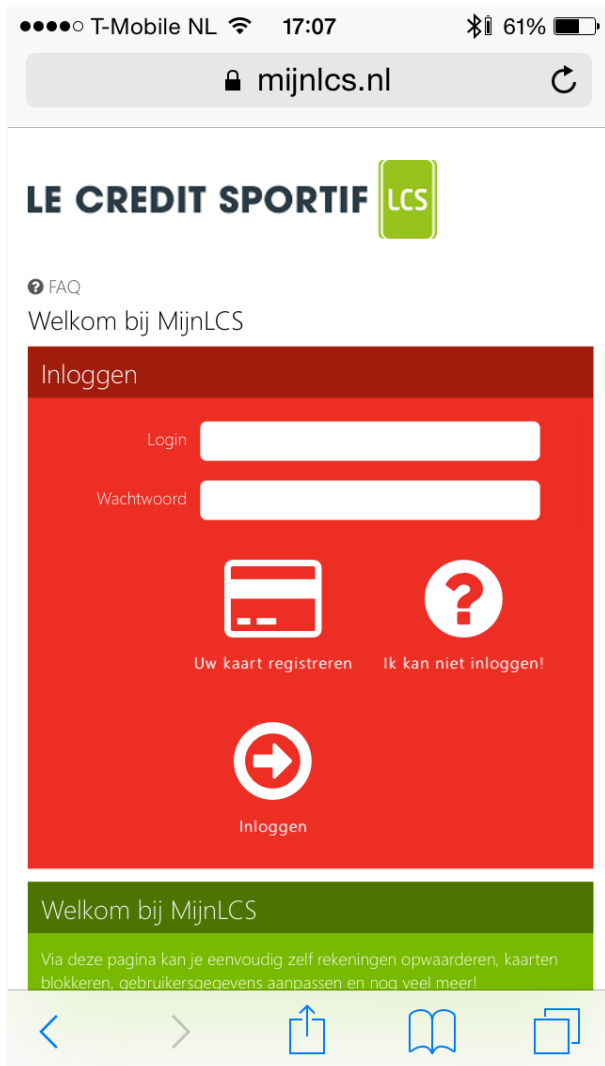 T-Mobile NL 17:07 61%
mijnlcs.nl
LE CREDIT SPORTIF LCS
FAQ
Welkom bij MijnLCS
Inloggen
Login
Wachtwoord
Uw kaart registreren Ik kan niet inloggen!
Inloggen
Welkom bij MijnLCS
Via deze pagina kan je eenvoudig zelf rekeningen opwaarderen, kaarten
blokkeren, gebruikersgegevens aanpassen en nog veel meer!